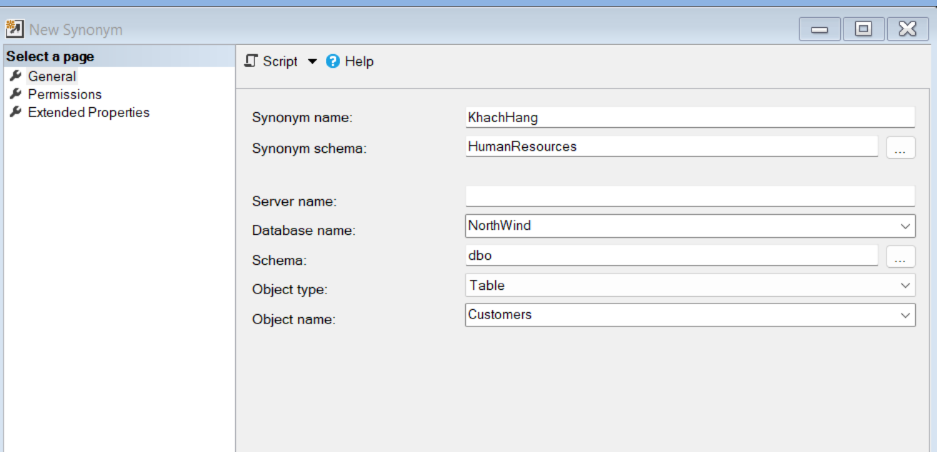 New Synonym
Select a page
General
Permissions
Extended Properties
Script Help
Synonym name: KhachHang
Synonym schema: HumanResources ...
Server name:
Database name: NorthWind
Schema: dbo ...
Object type: Table
Object name: Customers